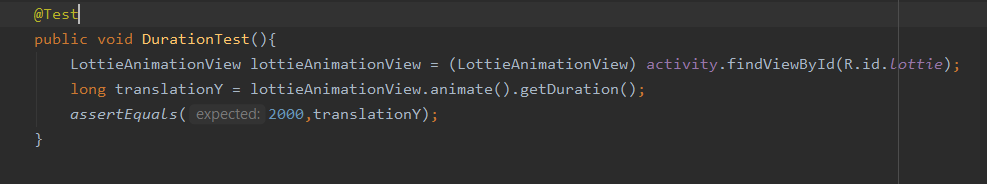 @Test
public void DurationTest(){
LottieAnimationView lottieAnimationView = (LottieAnimationView) activity.findViewById(R.id.lottie);
long translationY = lottieAnimationView.animate().getDuration();
assertEquals( expected: 2000,translationY);
}